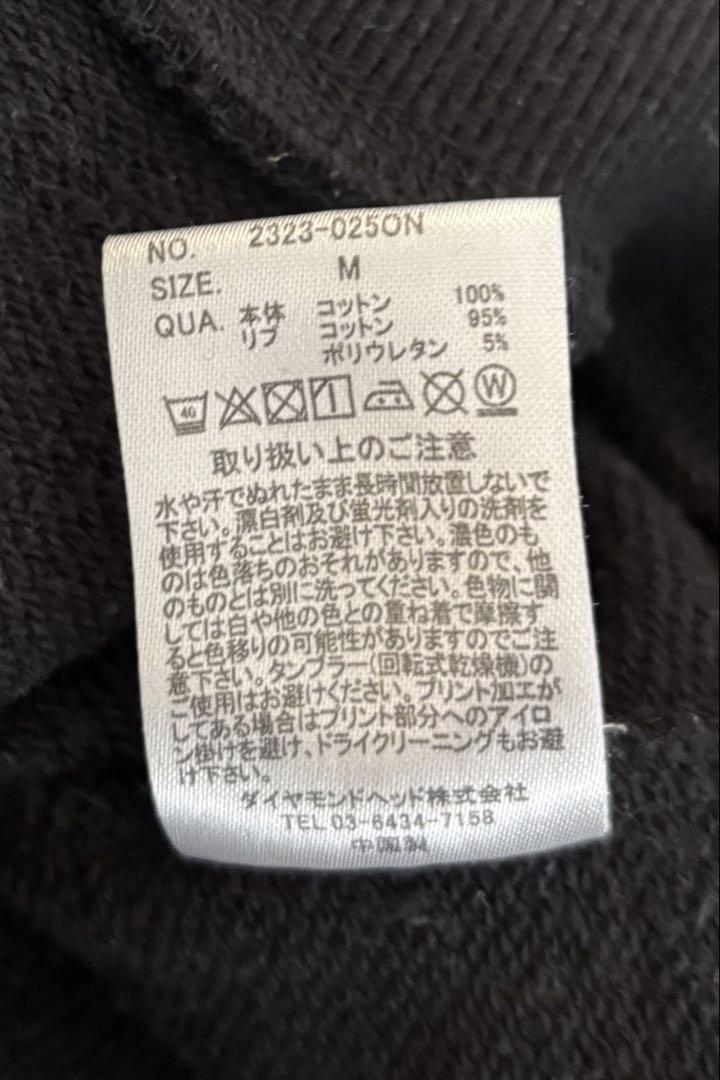 NO. 2323-025ON
SIZE. M
QUA. 本体 コットン 100%
リブ コットン 95%
ポリウレタン 5%
40 W
取り扱い上のご注意
水や汗でぬれたまま長時間放置しないで
下さい。漂白剤及び蛍光剤入りの洗剤を
使用することはお避け下さい。濃色のも
のは色落ちのおそれがありますので、他
のものとは別に洗ってください。色物に関
しては白や他の色との重ね着で摩擦す
ると色移りの可能性がありますのでご注
意下さい。タンブラー(回転式乾燥機)の
ご使用はお避けください。プリント加工が
してある場合はプリント部分へのアイロ
ン掛けを避け、ドライクリーニングもお避
け下さい。
ダイヤモンドヘッド株式会社
TEL 03-6434-7158
中国製